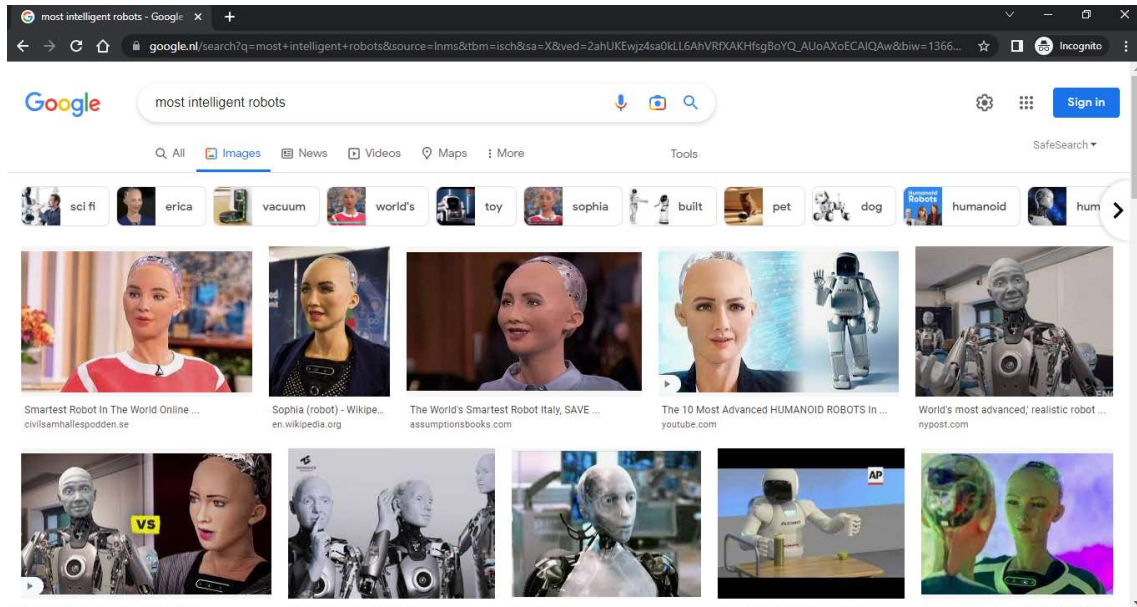 most intelligent robots - Google
google.nl/search?q=most+intelligent+robots&source=lnms&tbm=isch&sa=X&ved=2ahUKEwjz4sa0kLL6AhVRfXAKHfsgBoYQ_AUoAXoECAIQAw&biw=1366...
Incognito
Google
most intelligent robots
Sign in
All Images News Videos Maps More Tools
SafeSearch
sci fi erica vacuum world's toy sophia built pet dog humanoid hum
Humanoid
Robots
Smartest Robot In The World Online ...
civilsamhallespodden.se
Sophia (robot) - Wikipe...
en.wikipedia.org
The World's Smartest Robot Italy, SAVE ...
assumptionsbooks.com
The 10 Most Advanced HUMANOID ROBOTS In ...
youtube.com
World's most advanced,' realistic robot ...
nypost.com
VS
AP